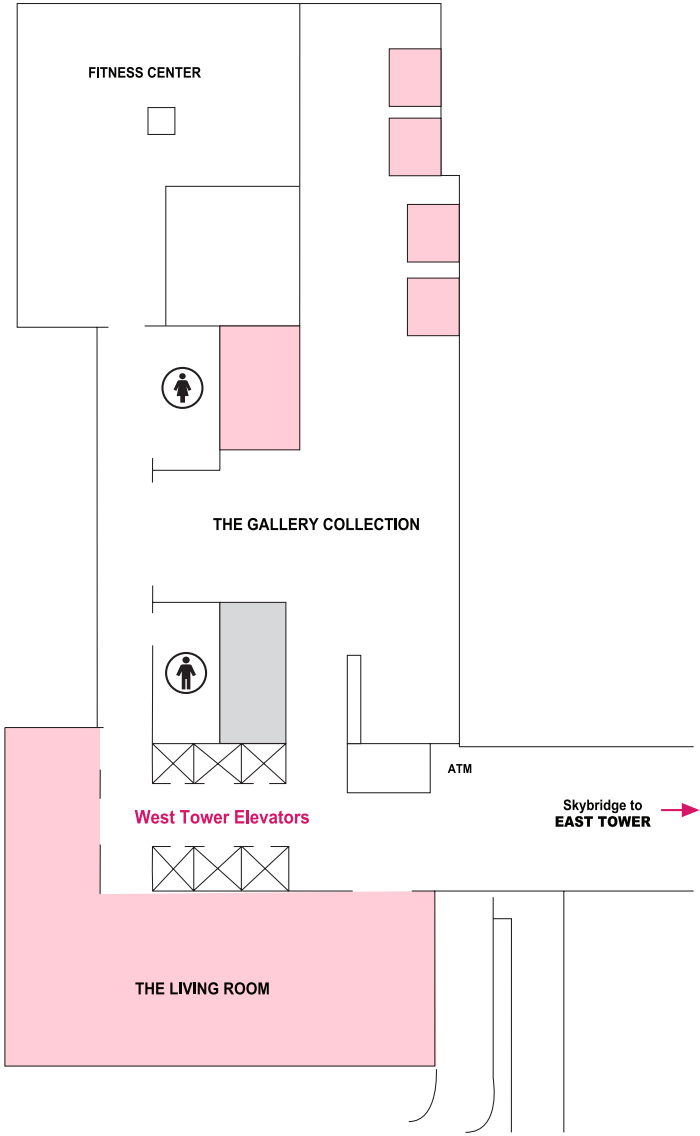 FITNESS CENTER
THE GALLERY COLLECTION
ATM
West Tower Elevators
Skybridge to
EAST TOWER
THE LIVING ROOM